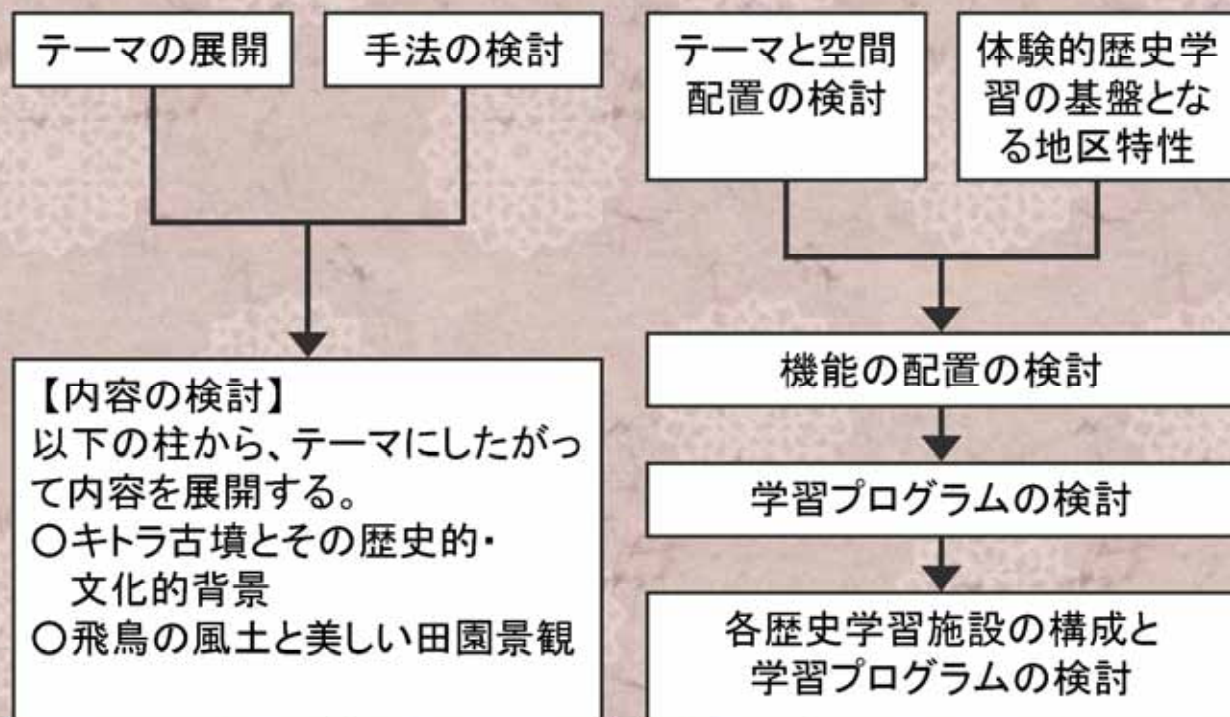 テーマの展開
手法の検討
【内容の検討】
以下の柱から、テーマにしたがっ
て内容を展開する。
〇キトラ古墳とその歴史的・
文化的背景
〇飛鳥の風土と美しい田園景観
テーマと空間
配置の検討
体験的歴史学
習の基盤とな
る地区特性
機能の配置の検討
学習プログラムの検討
各歴史学習施設の構成と
学習プログラムの検討